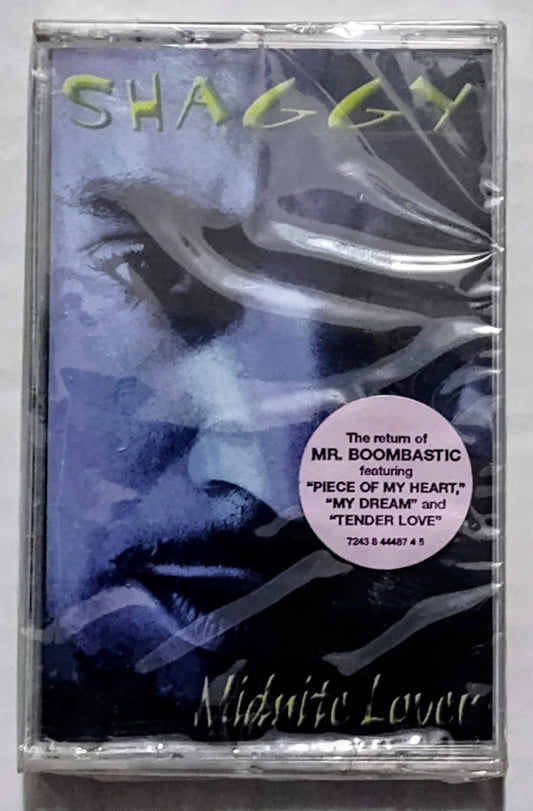 SHAGGY
The return of
MR. BOOMBASTIC
featuring
"PIECE OF MY HEART,"
"MY DREAM" and
"TENDER LOVE"
7243 8 44487 4 5
Midnite Lover